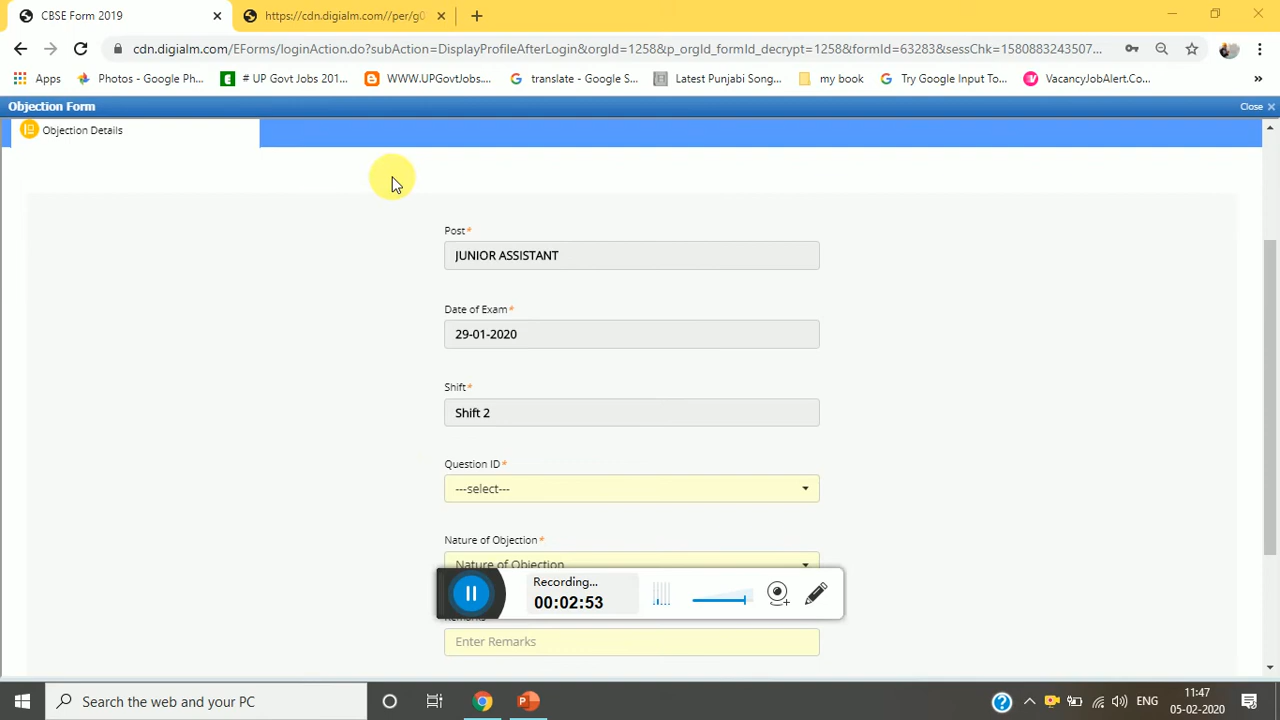 CBSE Form 2019
https://cdn.digialm.com//per/g0
cdn.digialm.com/EForms/loginAction.do?subAction=DisplayProfileAfterLogin&orgId=1258&p_orgId_formId_decrypt=1258&formId=63283&sessChk=1580883243507...
Apps
Photos - Google Ph...
# UP Govt Jobs 201...
WWW.UPGovtJobs....
translate - Google S...
Latest Punjabi Song...
my book
Try Google Input To...
VacancyJobAlert.Co...
»
Objection Form
Close
Objection Details
Post*
JUNIOR ASSISTANT
Date of Exam*
29-01-2020
Shift*
Shift 2
Question ID*
---select---
Nature of Objection*
Nature of Objection
Recording...
00:02:53
Remarks
Enter Remarks
Search the web and your PC
ENG
11:47
05-02-2020